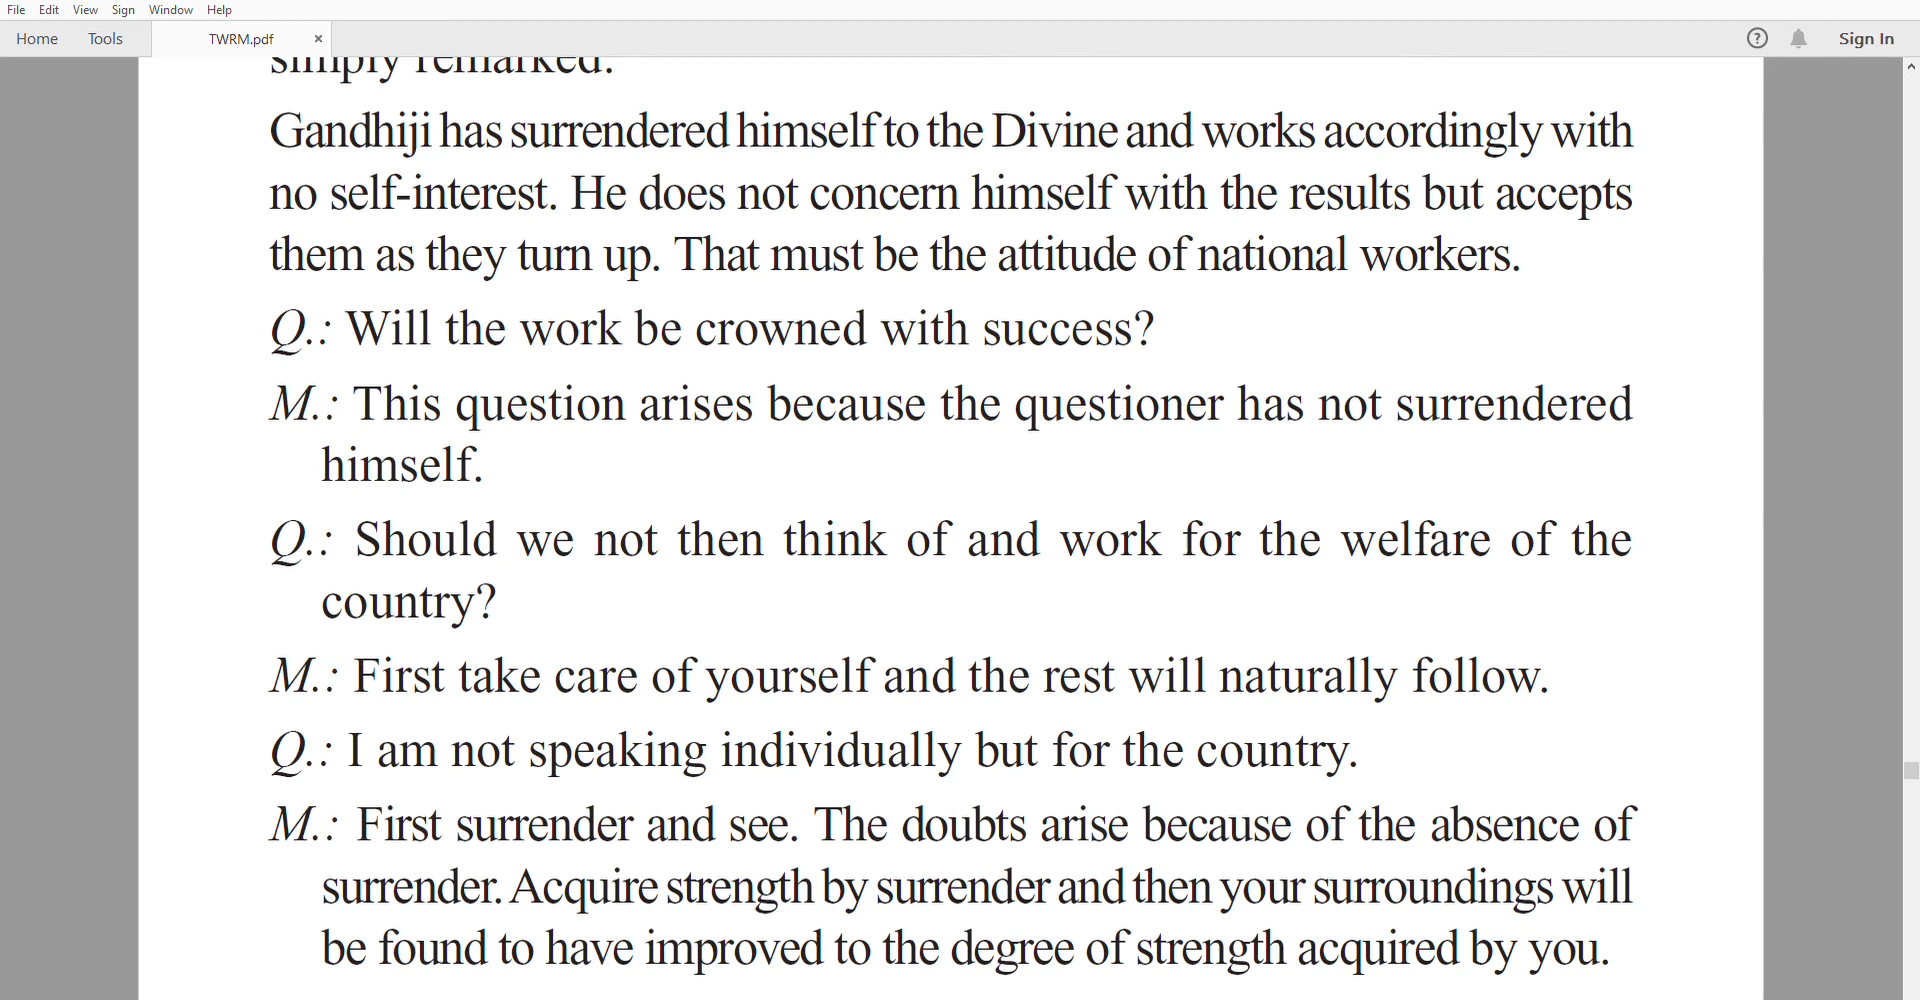 File Edit View Sign Window Help
Home Tools TWRM.pdf × ? Sign In
simply remarked:
Gandhiji has surrendered himself to the Divine and works accordingly with
no self-interest. He does not concern himself with the results but accepts
them as they turn up. That must be the attitude of national workers.
Q.: Will the work be crowned with success?
M.: This question arises because the questioner has not surrendered
himself.
Q.: Should we not then think of and work for the welfare of the
country?
M.: First take care of yourself and the rest will naturally follow.
Q.: I am not speaking individually but for the country.
M.: First surrender and see. The doubts arise because of the absence of
surrender. Acquire strength by surrender and then your surroundings will
be found to have improved to the degree of strength acquired by you.